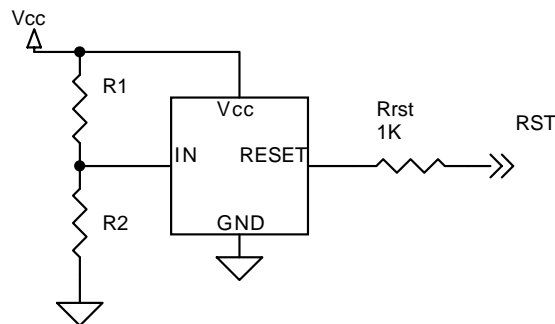 Vcc
R1
Vcc
Rrst
1K
RST
IN
RESET
R2
GND